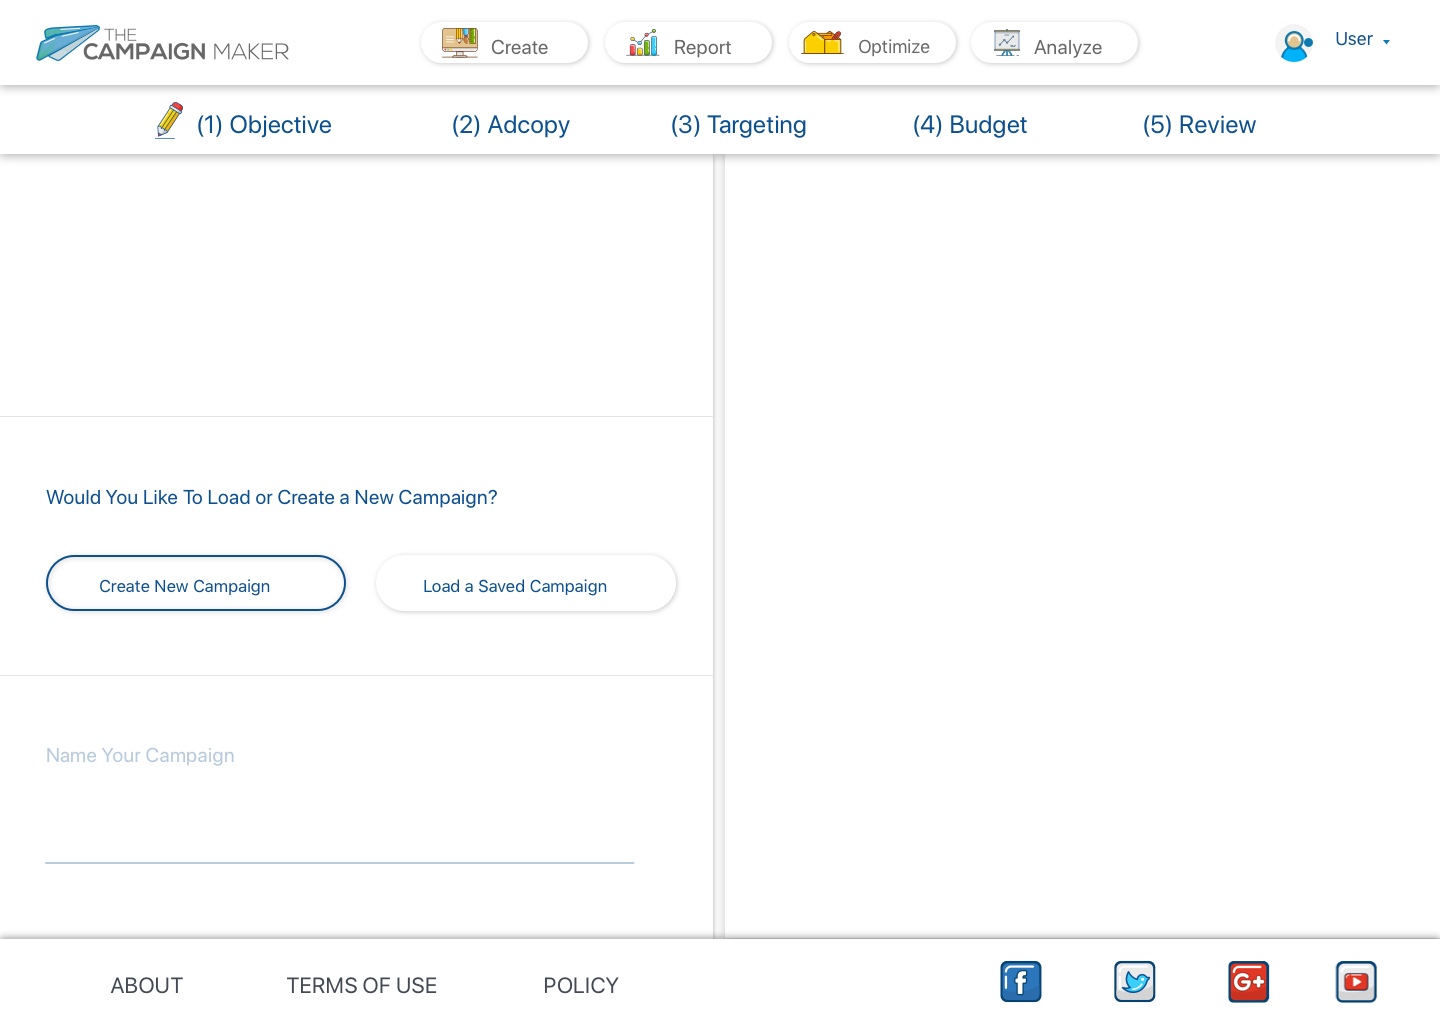 THE
CAMPAIGN MAKER
Create
Report
Optimize
Analyze
User
(1) Objective
(2) Adcopy
(3) Targeting
(4) Budget
(5) Review
Would You Like To Load or Create a New Campaign?
Create New Campaign
Load a Saved Campaign
Name Your Campaign
ABOUT
TERMS OF USE
POLICY
f
G+